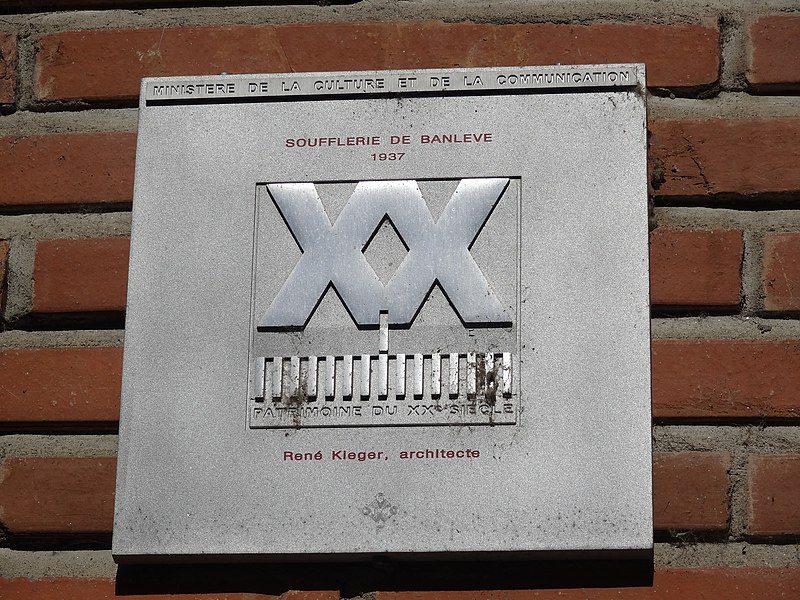 MINISTERE DE LA CULTURE ET DE LA COMMUNICATION
SOUFFLERIE DE BANLEVE
1937
XX
E
PATRIMOINE DU XXE SIECLE
René Kleger, architecte